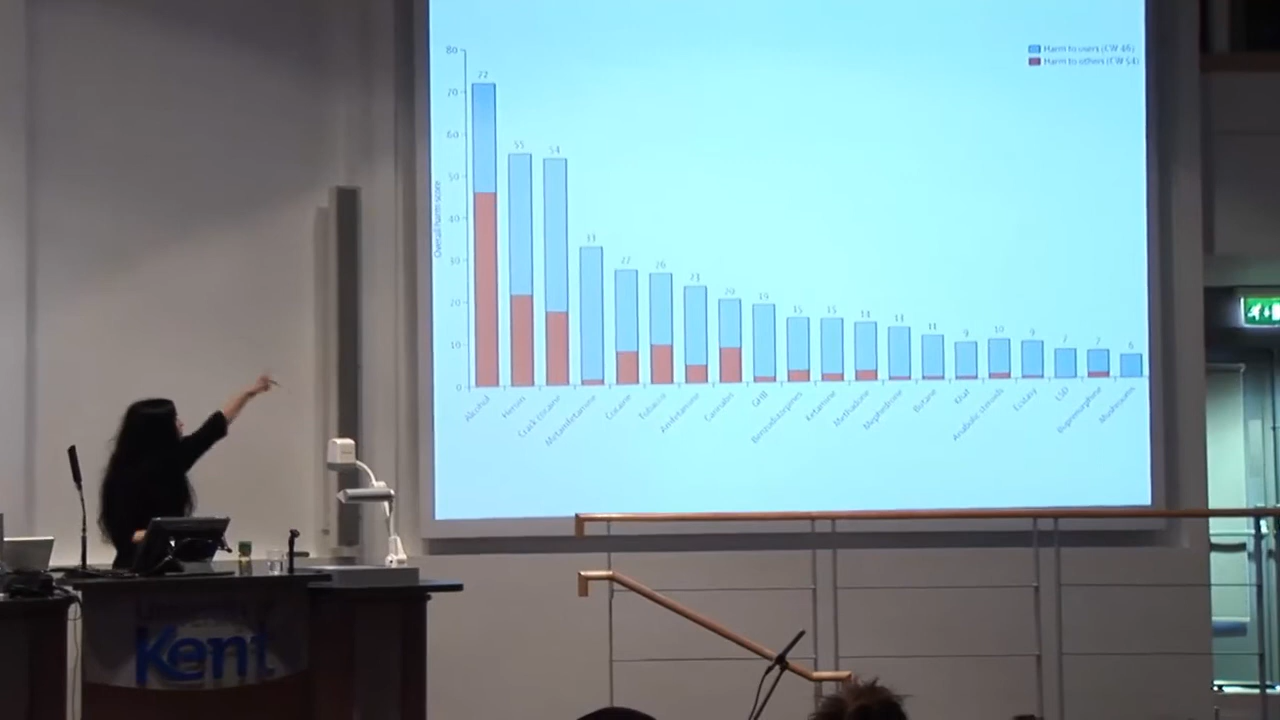 80
70
60
50
40
30
20
10
0
Overall harm score
Harm to users (CW 46)
Harm to others (CW 54)
72
55
54
33
27
26
23
20
19
15
15
14
13
11
9
10
9
7
7
6
Alcohol
Heroin
Crack cocaine
Metamfetamine
Cocaine
Tobacco
Amfetamine
Cannabis
GHB
Benzodiazepines
Ketamine
Methadone
Mephedrone
Butane
Khat
Anabolic steroids
Ecstasy
LSD
Buprenorphine
Mushrooms
University of
Kent